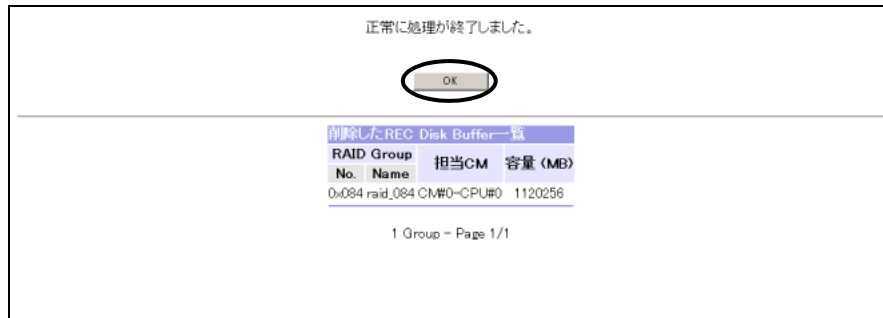 正常に処理が終了しました。
OK
削除したREC Disk Buffer一覧
RAID Group 担当CM 容量 (MB)
No. Name
0x084 raid_084 CM#0-CPU#0 1120256
1 Group - Page 1/1